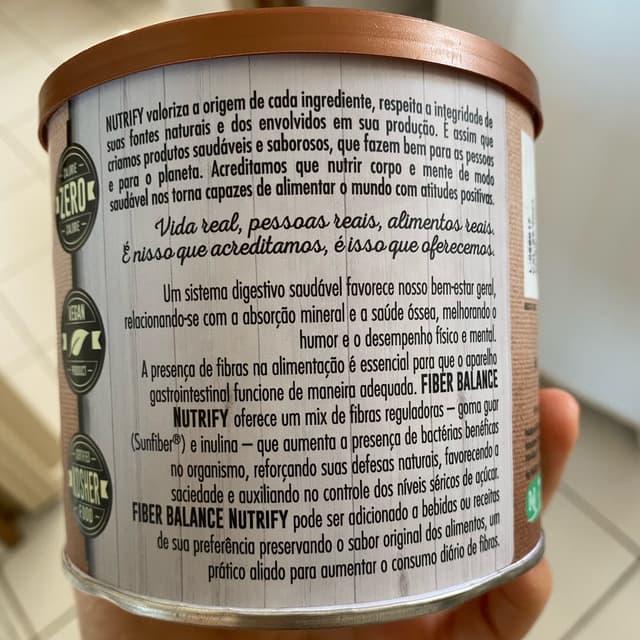 NUTRIFY valoriza a origem de cada ingrediente, respeita a integridade de
suas fontes naturais e dos envolvidos em sua produção. É assim que
criamos produtos saudáveis e saborosos, que fazem bem para as pessoas
e para o planeta. Acreditamos que nutrir corpo e mente de modo
saudável nos torna capazes de alimentar o mundo com atitudes positivas.
Vida real, pessoas reais, alimentos reais.
É nisso que acreditamos, é isso que oferecemos.
Um sistema digestivo saudável favorece nosso bem-estar geral,
relacionando-se com a absorção mineral e a saúde óssea, melhorando o
humor e o desempenho físico e mental.
A presença de fibras na alimentação é essencial para que o aparelho
gastrointestinal funcione de maneira adequada. FIBER BALANCE
NUTRIFY oferece um mix de fibras reguladoras – goma guar
(Sunfiber®) e inulina – que aumenta a presença de bactérias benéficas
no organismo, reforçando suas defesas naturais, favorecendo a
saciedade e auxiliando no controle dos níveis séricos de açúcar.
FIBER BALANCE NUTRIFY pode ser adicionado a bebidas ou receitas
de sua preferência preservando o sabor original dos alimentos, um
prático aliado para aumentar o consumo diário de fibras.
ZERO
VEGAN
PRODUCT
CERTIFIED
KOSHER
FOOD